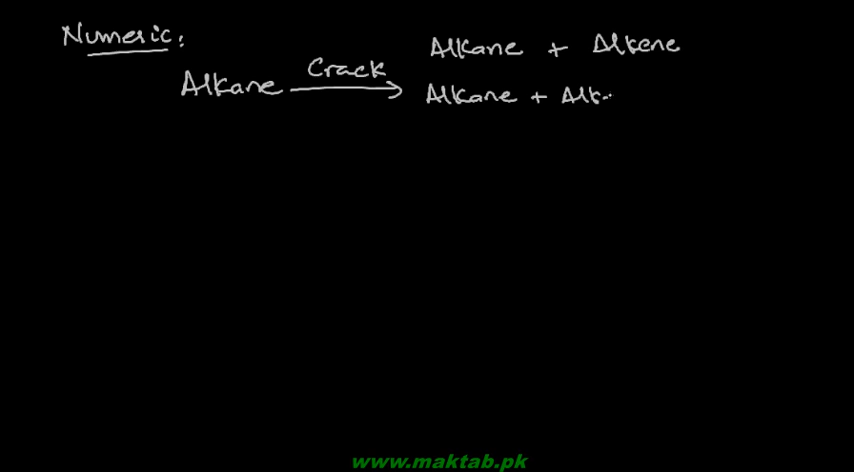 Numeric:
Alkane + Alkene
Alkane Crack
Alkane + Alk
www.maktab.pk